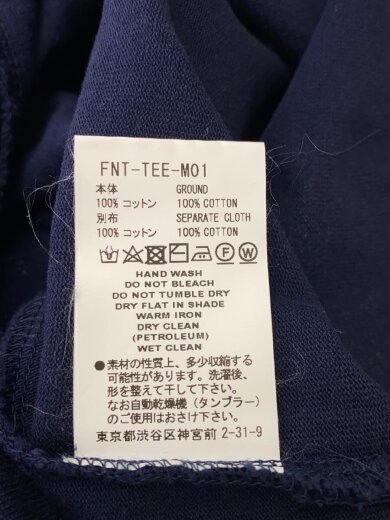 FNT-TEE-M01
本体 GROUND
100% コットン 100% COTTON
別布 SEPARATE CLOTH
100% コットン 100% COTTON
HAND WASH
DO NOT BLEACH
DO NOT TUMBLE DRY
DRY FLAT IN SHADE
WARM IRON
DRY CLEAN
(PETROLEUM)
WET CLEAN
●素材の性質上、多少収縮する
可能性があります。洗濯後、
形を整えて干して下さい。
なお自動乾燥機（タンブラー）
のご使用はお避け下さい。
東京都渋谷区神宮前 2-31-9